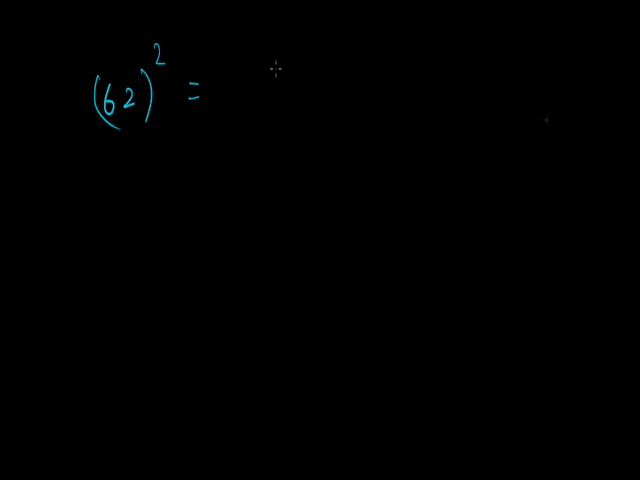 (62)² =